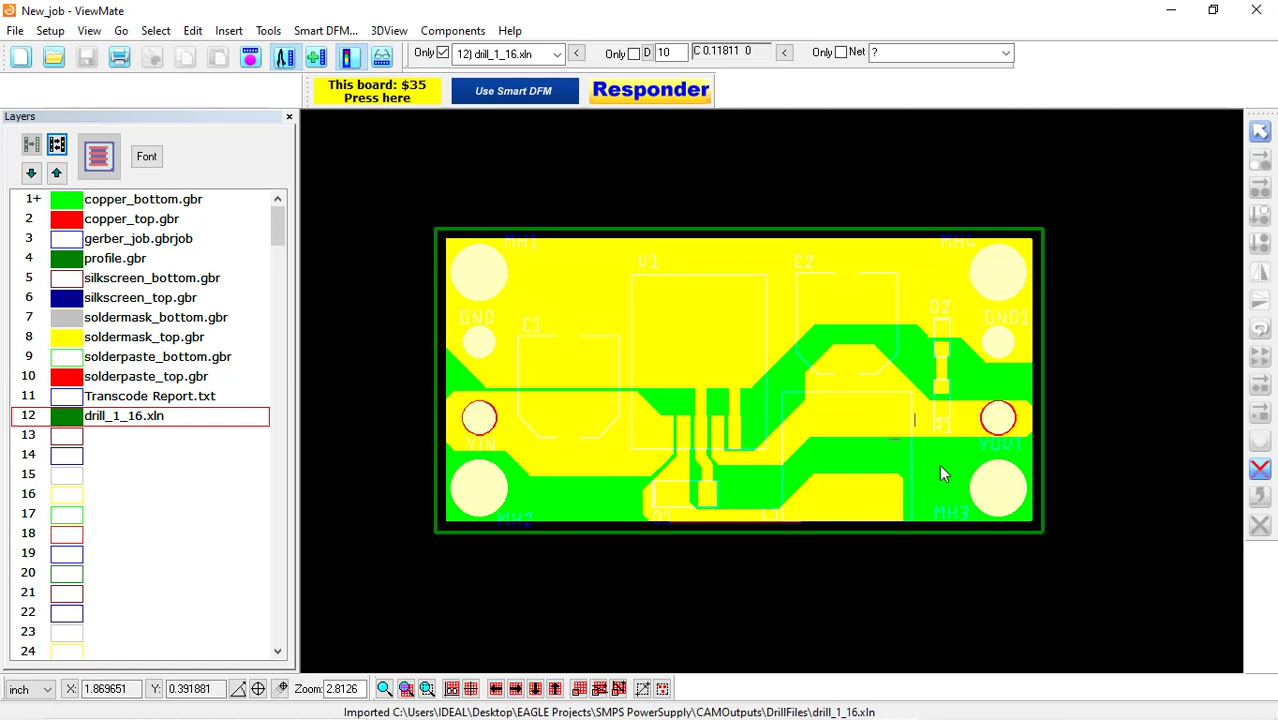 New_job - ViewMate
File Setup View Go Select Edit Insert Tools Smart DFM... 3DView Components Help
Only 12) drill_1_16.xln < Only D 10 C 0.11811 0 < Only Net ?
This board: $35
Press here
Use Smart DFM
Responder
Layers
Font
1+ copper_bottom.gbr
2 copper_top.gbr
3 gerber_job.gbrjob
4 profile.gbr
5 silkscreen_bottom.gbr
6 silkscreen_top.gbr
7 soldermask_bottom.gbr
8 soldermask_top.gbr
9 solderpaste_bottom.gbr
10 solderpaste_top.gbr
11 Transcode Report.txt
12 drill_1_16.xln
13
14
15
16
17
18
19
20
21
22
23
24
MH1 MH4
U1 C2
GND C1 D2 GND1
VIN R1 VOUT
MH2 D1 L1 MH3
inch X: 1.869651 Y: 0.391881 Zoom: 2.8126
Imported C:\Users\IDEAL\Desktop\EAGLE Projects\SMPS PowerSupply\CAMOutputs\DrillFiles\drill_1_16.xln